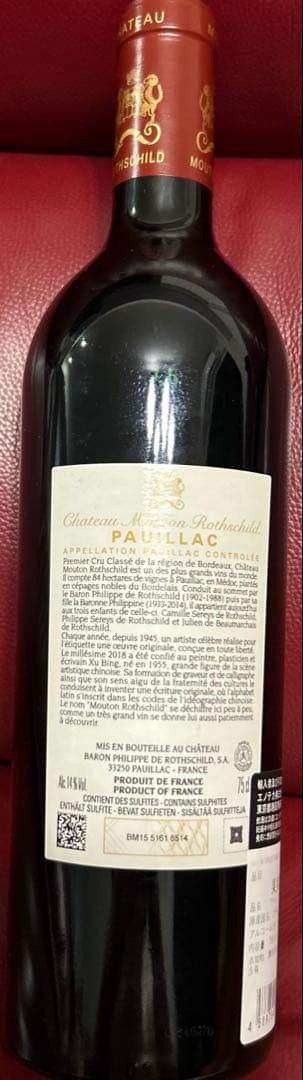 CHATEAU
ROTHSCHILD
MOUTON
Château Mouton Rothschild
PAUILLAC
APPELLATION PAUILLAC CONTRÔLÉE
Premier Cru Classé de la région de Bordeaux, Château
Mouton Rothschild est un des plus grands vins du monde.
Il compte 84 hectares de vignes à Pauillac, en Médoc, plantés
en cépages nobles du Bordelais. Conduit au sommet par
le Baron Philippe de Rothschild (1902-1988) puis par sa
fille la Baronne Philippine (1933-2014), il appartient aujourd'hui
aux trois enfants de celle-ci, Camille Sereys de Rothschild,
Philippe Sereys de Rothschild et Julien de Beaumarchais
de Rothschild.
Chaque année, depuis 1945, un artiste célèbre réalise pour
l'étiquette une œuvre originale, conçue en toute liberté.
Le millésime 2018 a été confié au peintre, plasticien et
écrivain Xu Bing, né en 1955, grande figure de la scène
artistique chinoise. Sa formation de graveur et de calligraphe
ainsi que son sens aigu de la fraternité des cultures le
conduisent à inventer une écriture originale, où l'alphabet
latin s'inscrit dans les codes de l'idéographie chinoise.
Le nom "Mouton Rothschild" se déchiffre ici peu à peu,
comme un très grand vin se donne lui aussi patiemment
à découvrir.
MIS EN BOUTEILLE AU CHÂTEAU
BARON PHILIPPE DE ROTHSCHILD, S.A.
33250 PAUILLAC - FRANCE
Alc.14%Vol.
PRODUIT DE FRANCE
PRODUCT OF FRANCE
75 cl
CONTIENT DES SULFITES - CONTAINS SULPHITES
ENTHÄLT SULFITE - BEVAT SULFIETEN - SISÄLTÄÄ SULFIITTEJA
BM15 5161 8514